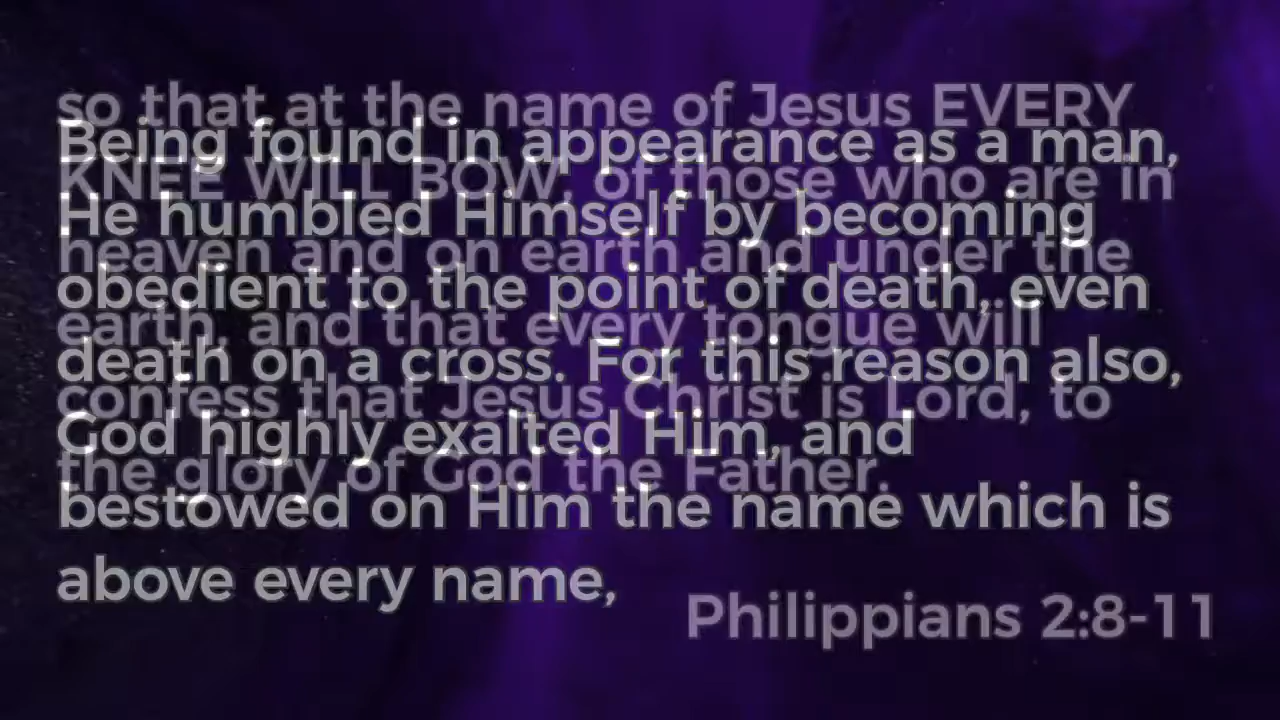 Being found in appearance as a man,
He humbled Himself by becoming
obedient to the point of death, even
death on a cross. For this reason also,
God highly exalted Him, and
bestowed on Him the name which is
above every name,
so that at the name of Jesus EVERY
KNEE WILL BOW, of those who are in
heaven and on earth and under the
earth, and that every tongue will
confess that Jesus Christ is Lord, to
the glory of God the Father.
Philippians 2:8-11